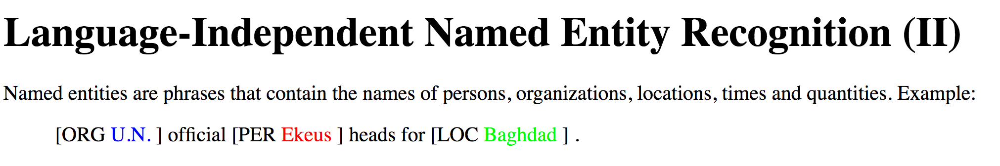 Language-Independent Named Entity Recognition (II)
Named entities are phrases that contain the names of persons, organizations, locations, times and quantities. Example:
[ORG U.N. ] official [PER Ekeus ] heads for [LOC Baghdad ] .